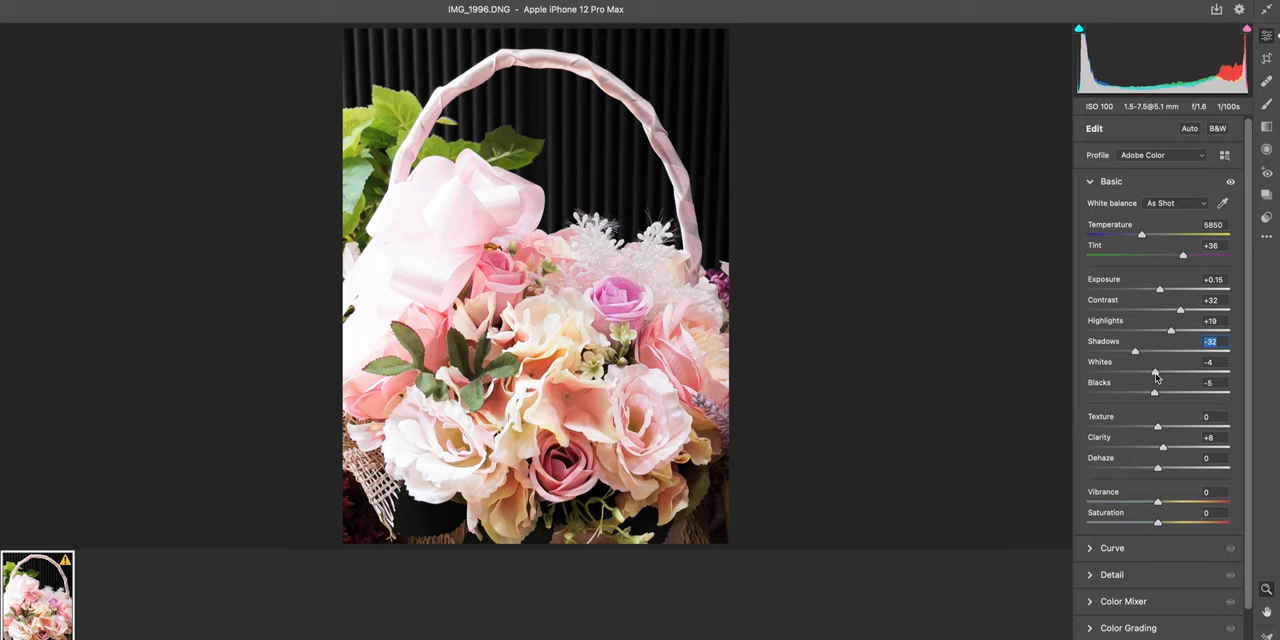 IMG_1996.DNG - Apple iPhone 12 Pro Max
ISO 100 1.5-7.5@5.1 mm f/1.6 1/100s
Edit Auto B&W
Profile Adobe Color
Basic
White balance As Shot
Temperature 5850
Tint +36
Exposure +0.15
Contrast +32
Highlights +19
Shadows -32
Whites -4
Blacks -5
Texture 0
Clarity +8
Dehaze 0
Vibrance 0
Saturation 0
Curve
Detail
Color Mixer
Color Grading